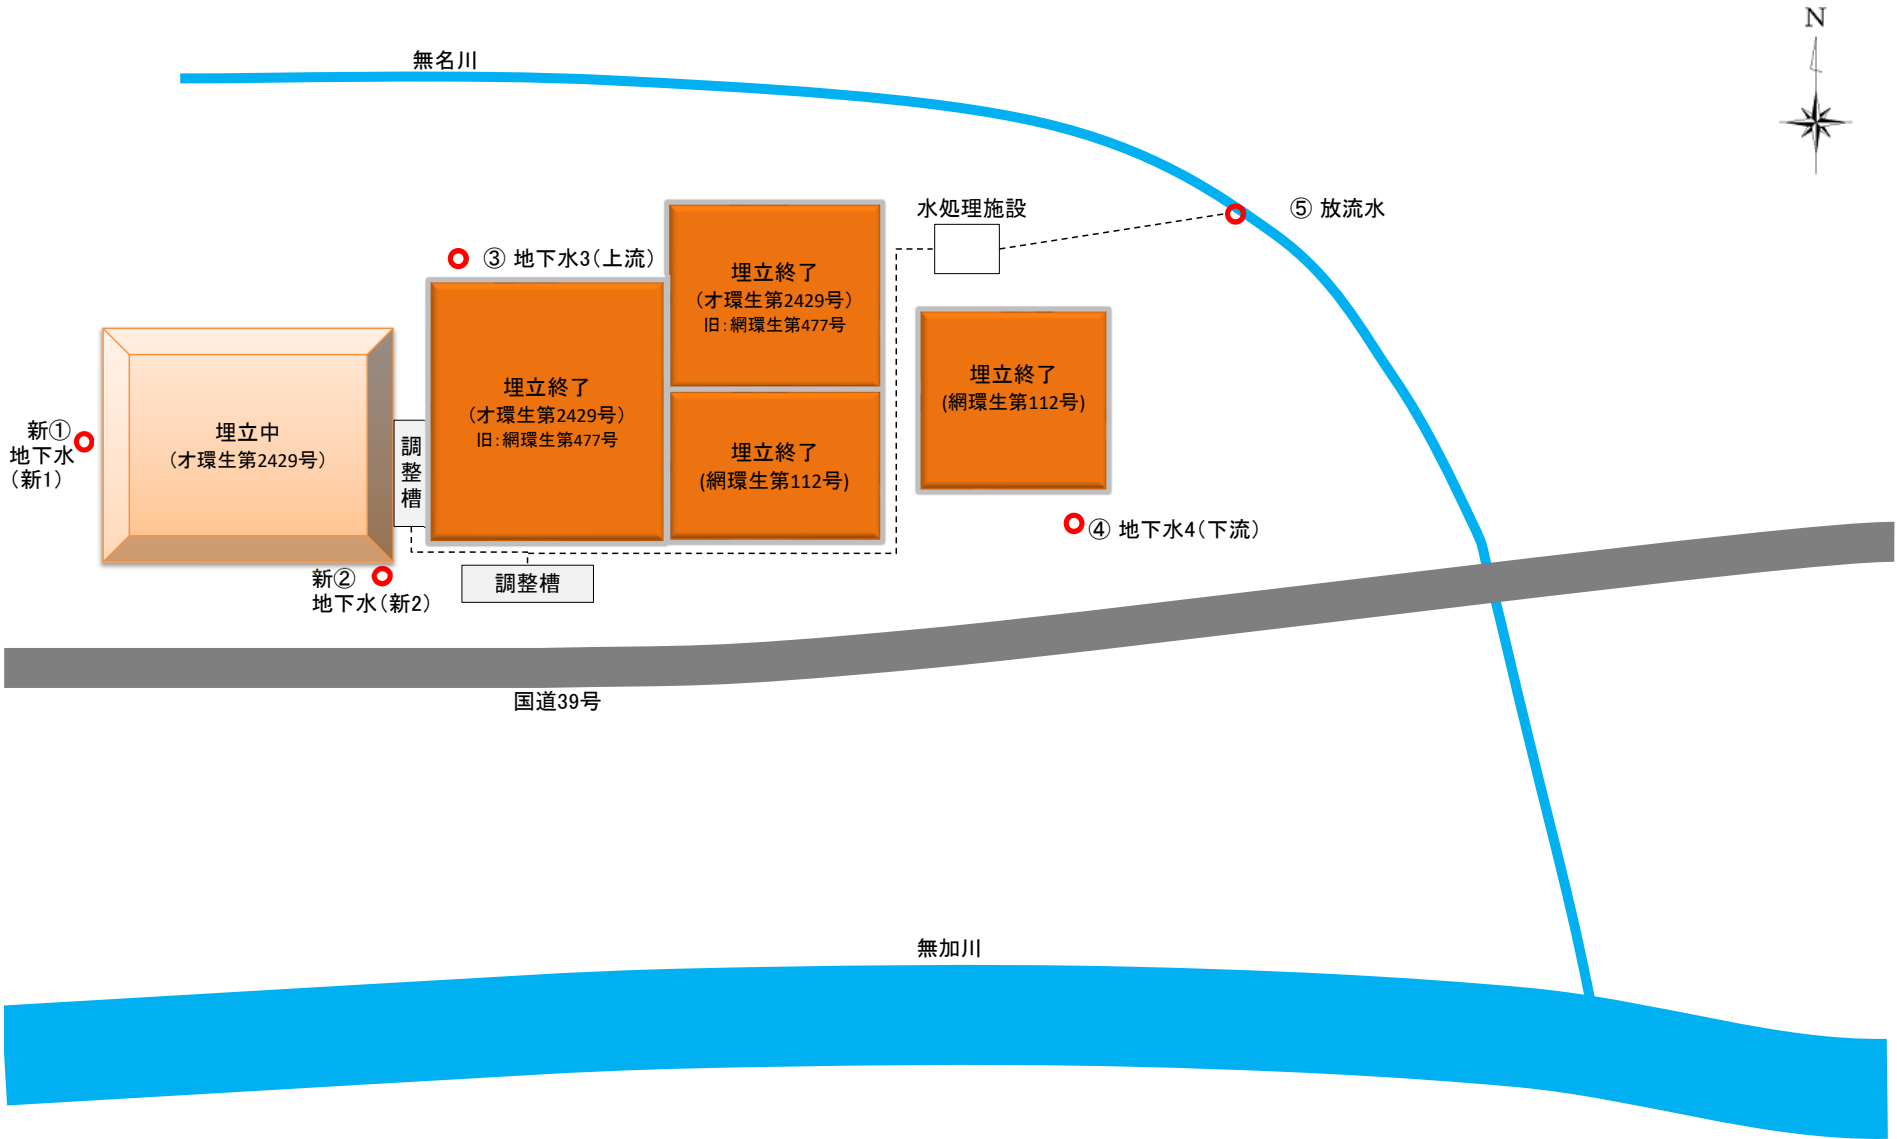 N
無名川
水処理施設
⑤ 放流水
③ 地下水3(上流)
埋立終了
(オ環生第2429号)
旧:網環生第477号
埋立終了
(網環生第112号)
埋立終了
(オ環生第2429号)
旧:網環生第477号
埋立終了
(網環生第112号)
埋立中
(オ環生第2429号)
新①
地下水
(新1)
調整槽
④ 地下水4(下流)
新②
地下水(新2)
調整槽
国道39号
無加川